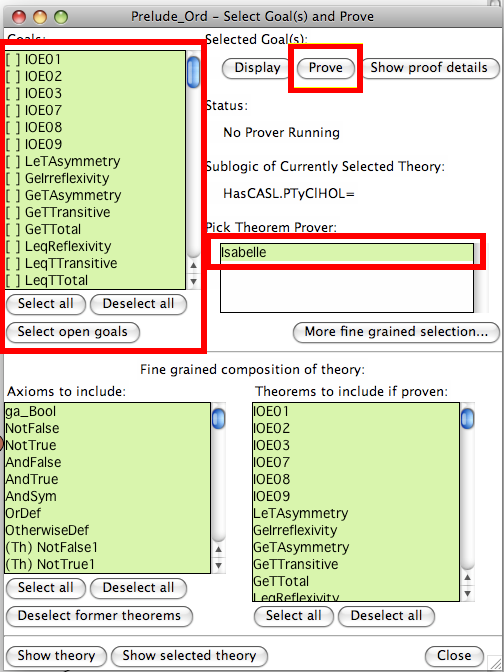 Prelude_Ord - Select Goal(s) and Prove
Goals:
[ ] IOE01
[ ] IOE02
[ ] IOE03
[ ] IOE07
[ ] IOE08
[ ] IOE09
[ ] LeTAsymmetry
[ ] GeIrreflexivity
[ ] GeTAsymmetry
[ ] GeTTransitive
[ ] GeTTotal
[ ] LeqReflexivity
[ ] LeqTTransitive
[ ] LeqTTotal
Select all
Deselect all
Select open goals
Selected Goal(s):
Display
Prove
Show proof details
Status:
No Prover Running
Sublogic of Currently Selected Theory:
HasCASL.PTyClHOL=
Pick Theorem Prover:
Isabelle
More fine grained selection...
Fine grained composition of theory:
Axioms to include:
ga_Bool
NotFalse
NotTrue
AndFalse
AndTrue
AndSym
OrDef
OtherwiseDef
(Th) NotFalse1
(Th) NotTrue1
Select all
Deselect all
Deselect former theorems
Theorems to include if proven:
IOE01
IOE02
IOE03
IOE07
IOE08
IOE09
LeTAsymmetry
GeIrreflexivity
GeTAsymmetry
GeTTransitive
GeTTotal
LeqReflexivity
Select all
Deselect all
Show theory
Show selected theory
Close